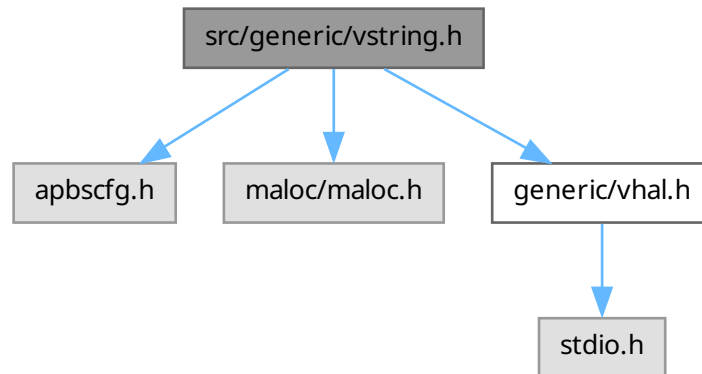 src/generic/vstring.h
apbscfg.h
maloc/maloc.h
generic/vhal.h
stdio.h